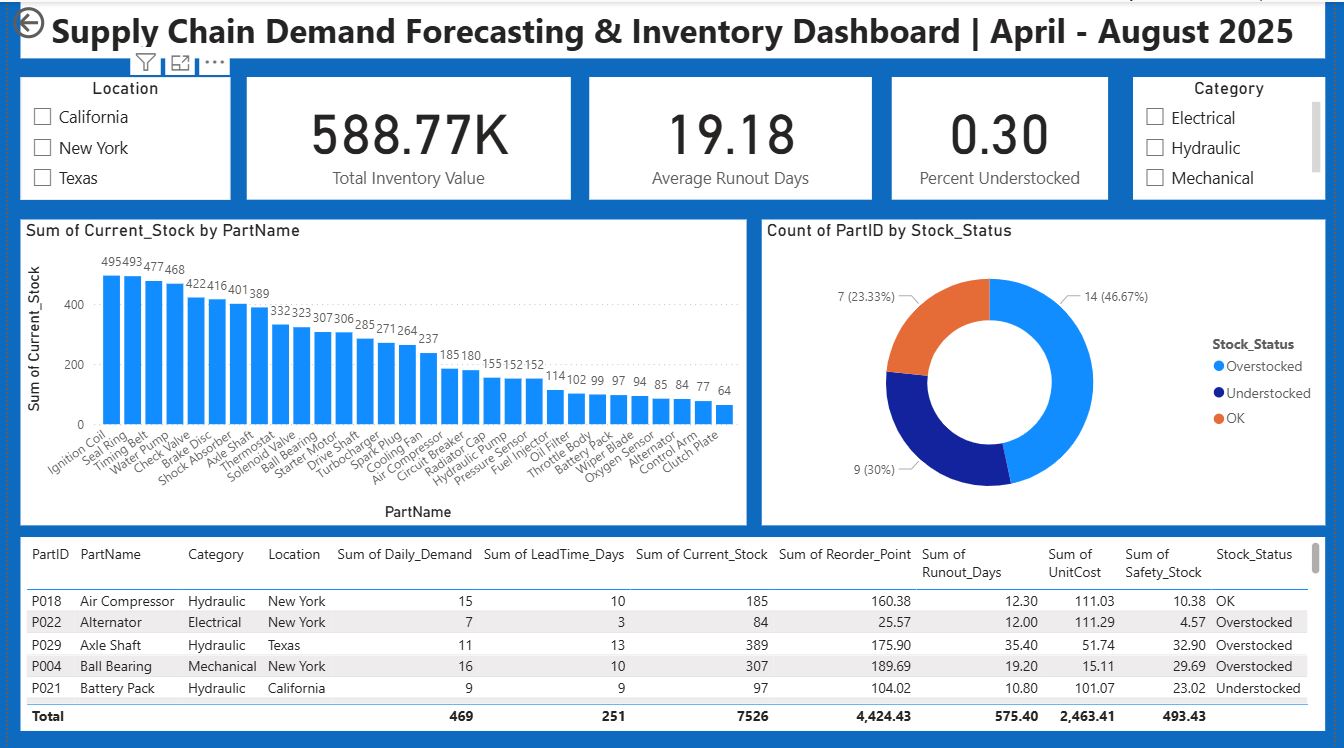 Supply Chain Demand Forecasting & Inventory Dashboard | April - August 2025
Location
California
New York
Texas
588.77K
Total Inventory Value
19.18
Average Runout Days
0.30
Percent Understocked
Category
Electrical
Hydraulic
Mechanical
Sum of Current_Stock by PartName
Sum of Current_Stock
400
200
0
495 493 477 468 422 416 401 389 332 323 307 306 285 271 264 237 185 180 155 152 152 114 102 99 97 94 85 84 77 64
Ignition Coil
Seal Ring
Timing Belt
Water Pump
Check Valve
Brake Disc
Shock Absorber
Axle Shaft
Thermostat
Solenoid Valve
Ball Bearing
Starter Motor
Drive Shaft
Turbocharger
Spark Plug
Cooling Fan
Air Compressor
Circuit Breaker
Radiator Cap
Hydraulic Pump
Pressure Sensor
Fuel Injector
Oil Filter
Throttle Body
Battery Pack
Wiper Blade
Oxygen Sensor
Alternator
Control Arm
Clutch Plate
PartName
Count of PartID by Stock_Status
7 (23.33%)
14 (46.67%)
9 (30%)
Stock_Status
Overstocked
Understocked
OK
PartID PartName Category Location Sum of Daily_Demand Sum of LeadTime_Days Sum of Current_Stock Sum of Reorder_Point Sum of Runout_Days Sum of UnitCost Sum of Safety_Stock Stock_Status
P018 Air Compressor Hydraulic New York 15 10 185 160.38 12.30 111.03 10.38 OK
P022 Alternator Electrical New York 7 3 84 25.57 12.00 111.29 4.57 Overstocked
P029 Axle Shaft Hydraulic Texas 11 13 389 175.90 35.40 51.74 32.90 Overstocked
P004 Ball Bearing Mechanical New York 16 10 307 189.69 19.20 15.11 29.69 Overstocked
P021 Battery Pack Hydraulic California 9 9 97 104.02 10.80 101.07 23.02 Understocked
Total 469 251 7526 4,424.43 575.40 2,463.41 493.43